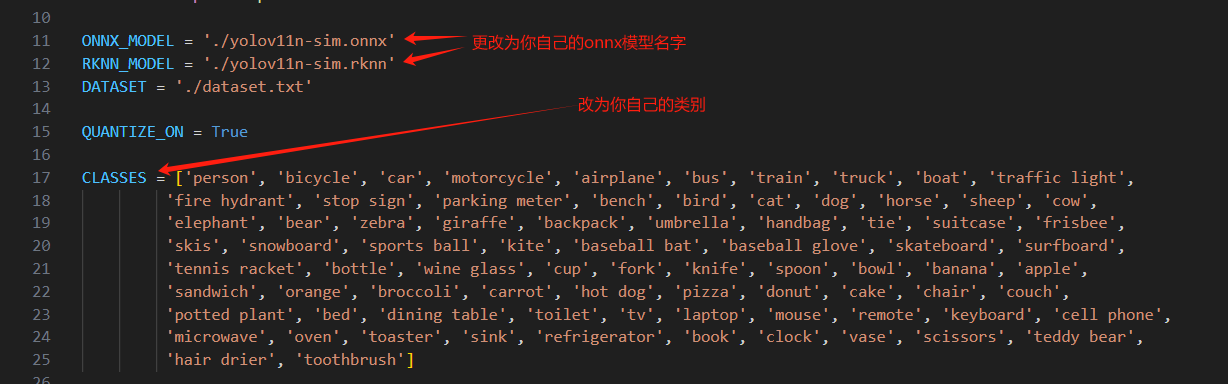 10
11 ONNX_MODEL = './yolov11n-sim.onnx' 更改为你自己的onnx模型名字
12 RKNN_MODEL = './yolov11n-sim.rknn'
13 DATASET = './dataset.txt'
14 改为你自己的类别
15 QUANTIZE_ON = True
16
17 CLASSES = ['person', 'bicycle', 'car', 'motorcycle', 'airplane', 'bus', 'train', 'truck', 'boat', 'traffic light',
18 'fire hydrant', 'stop sign', 'parking meter', 'bench', 'bird', 'cat', 'dog', 'horse', 'sheep', 'cow',
19 'elephant', 'bear', 'zebra', 'giraffe', 'backpack', 'umbrella', 'handbag', 'tie', 'suitcase', 'frisbee',
20 'skis', 'snowboard', 'sports ball', 'kite', 'baseball bat', 'baseball glove', 'skateboard', 'surfboard',
21 'tennis racket', 'bottle', 'wine glass', 'cup', 'fork', 'knife', 'spoon', 'bowl', 'banana', 'apple',
22 'sandwich', 'orange', 'broccoli', 'carrot', 'hot dog', 'pizza', 'donut', 'cake', 'chair', 'couch',
23 'potted plant', 'bed', 'dining table', 'toilet', 'tv', 'laptop', 'mouse', 'remote', 'keyboard', 'cell phone',
24 'microwave', 'oven', 'toaster', 'sink', 'refrigerator', 'book', 'clock', 'vase', 'scissors', 'teddy bear',
25 'hair drier', 'toothbrush']